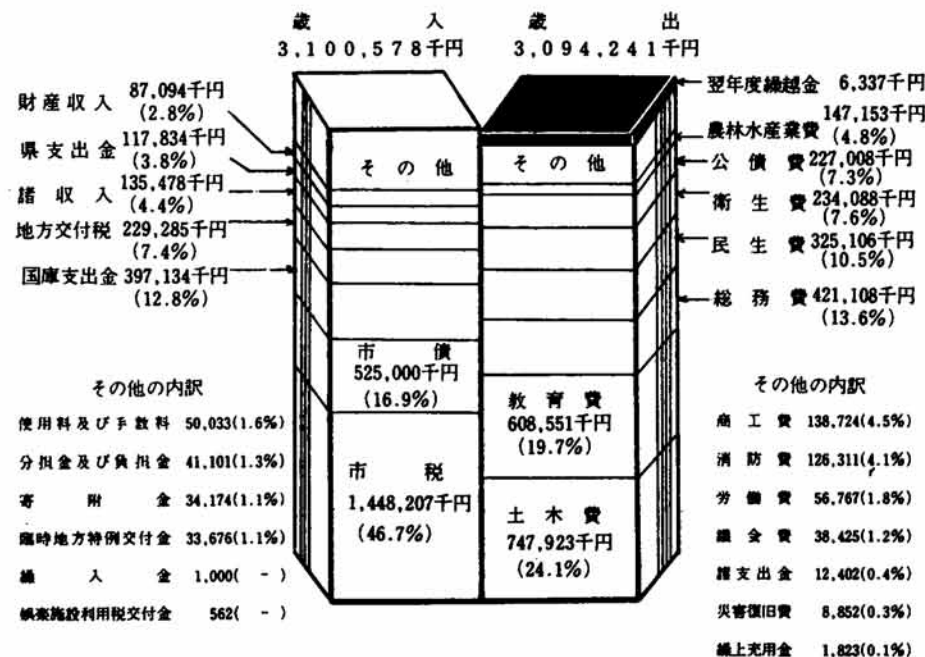 歳入 歳出
3,100,578千円 3,094,241千円
財産収入 87,094千円
(2.8%)
県支出金 117,834千円
(3.8%)
諸収入 135,478千円
(4.4%)
地方交付税 229,285千円
(7.4%)
国庫支出金 397,134千円
(12.8%)
その他
市債
525,000千円
(16.9%)
市税
1,448,207千円
(46.7%)
その他
教育費
608,551千円
(19.7%)
土木費
747,923千円
(24.1%)
翌年度繰越金 6,337千円
農林水産業費 147,153千円
(4.8%)
公債費 227,008千円
(7.3%)
衛生費 234,088千円
(7.6%)
民生費 325,106千円
(10.5%)
総務費 421,108千円
(13.6%)
その他の内訳
使用料及び手数料 50,033(1.6%)
分担金及び負担金 41,101(1.3%)
寄附金 34,174(1.1%)
臨時地方特例交付金 33,676(1.1%)
繰入金 1,000( - )
娯楽施設利用税交付金 562( - )
その他の内訳
商工費 138,724(4.5%)
消防費 126,311(4.1%)
労働費 56,767(1.8%)
議会費 38,425(1.2%)
諸支出金 12,402(0.4%)
災害復旧費 8,852(0.3%)
繰上充用金 1,823(0.1%)